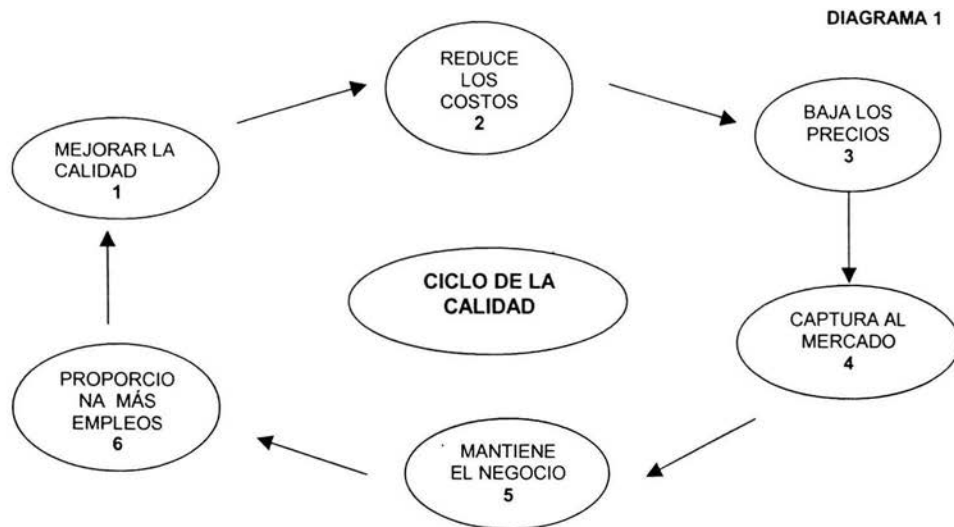 DIAGRAMA 1
REDUCE
LOS
COSTOS
2
BAJA LOS
PRECIOS
3
MEJORAR LA
CALIDAD
1
CICLO DE LA
CALIDAD
CAPTURA AL
MERCADO
4
PROPORCIO
NA MÁS
EMPLEOS
6
MANTIENE
EL NEGOCIO
5